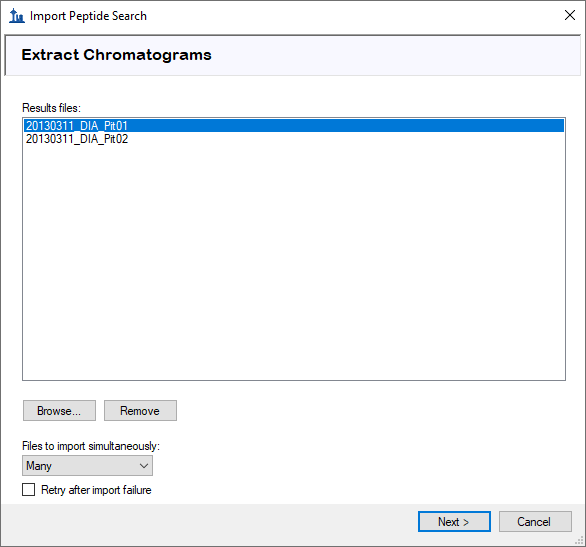 Import Peptide Search
Extract Chromatograms
Results files:
20130311_DIA_Pit01
20130311_DIA_Pit02
Browse... Remove
Files to import simultaneously:
Many
Retry after import failure
Next > Cancel